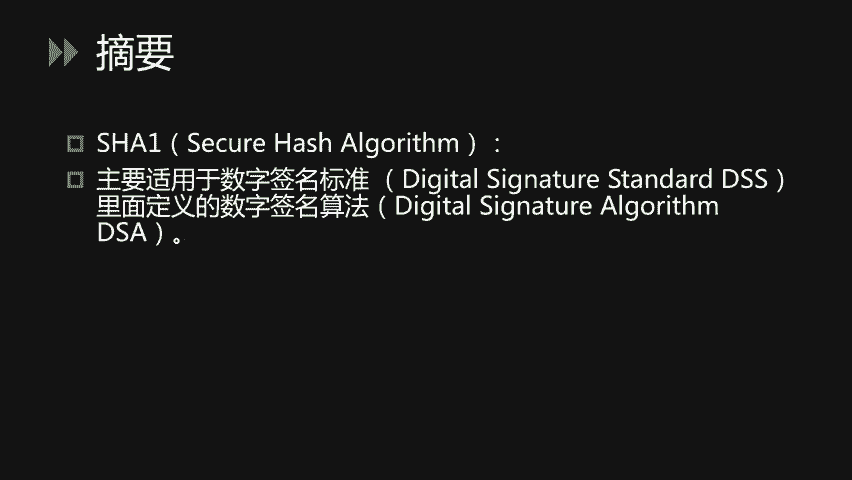 摘要
SHA1（Secure Hash Algorithm）：
主要适用于数字签名标准 （Digital Signature Standard DSS）
里面定义的数字签名算法（Digital Signature Algorithm
DSA）。